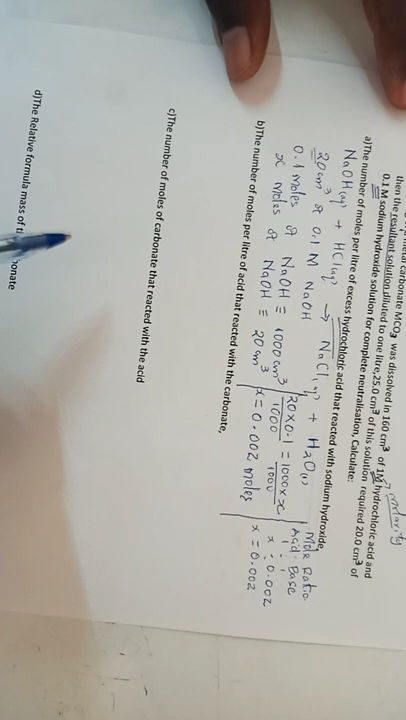 metal carbonate MCO3 was dissolved in 160 cm³ of 1M hydrochloric acid and
→ molarity
then the resultant solution diluted to one litre,25.0 cm³ of this solution required 20.0 cm³ of
0.1 M sodium hydroxide solution for complete neutralisation, Calculate:
a)The number of moles per litre of excess hydrochloric acid that reacted with sodium hydroxide,
NaOH(aq) + HCl(aq) → NaCl(aq) + H2O(l)
20cm³ of 0.1 M NaOH
0.1 moles of NaOH ≡ 1000cm³
x moles of NaOH ≡ 20cm³
20×0.1/1000 = 1000×x/1000
x = 0.002 moles
Mole Ratio
Acid : Base
1 : 1
x : 0.002
x = 0.002
b)The number of moles per litre of acid that reacted with the carbonate,
c)The number of moles of carbonate that reacted with the acid
d)The Relative formula mass of